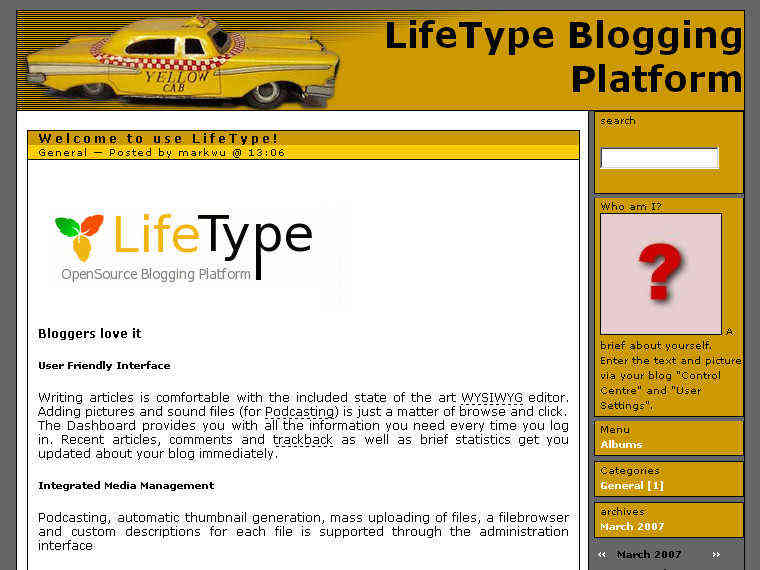 LifeType Blogging
Platform
YELLOW
CAB
Welcome to use LifeType!
General — Posted by markwu @ 13:06
LifeType
OpenSource Blogging Platform
Bloggers love it
User Friendly Interface
Writing articles is comfortable with the included state of the art WYSIWYG editor.
Adding pictures and sound files (for Podcasting) is just a matter of browse and click.
The Dashboard provides you with all the information you need every time you log
in. Recent articles, comments and trackback as well as brief statistics get you
updated about your blog immediately.
Integrated Media Management
Podcasting, automatic thumbnail generation, mass uploading of files, a filebrowser
and custom descriptions for each file is supported through the administration
interface
search
Who am I?
?
A
brief about yourself.
Enter the text and picture
via your blog "Control
Centre" and "User
Settings".
Menu
Albums
Categories
General [1]
archives
March 2007
‹‹ March 2007 ››